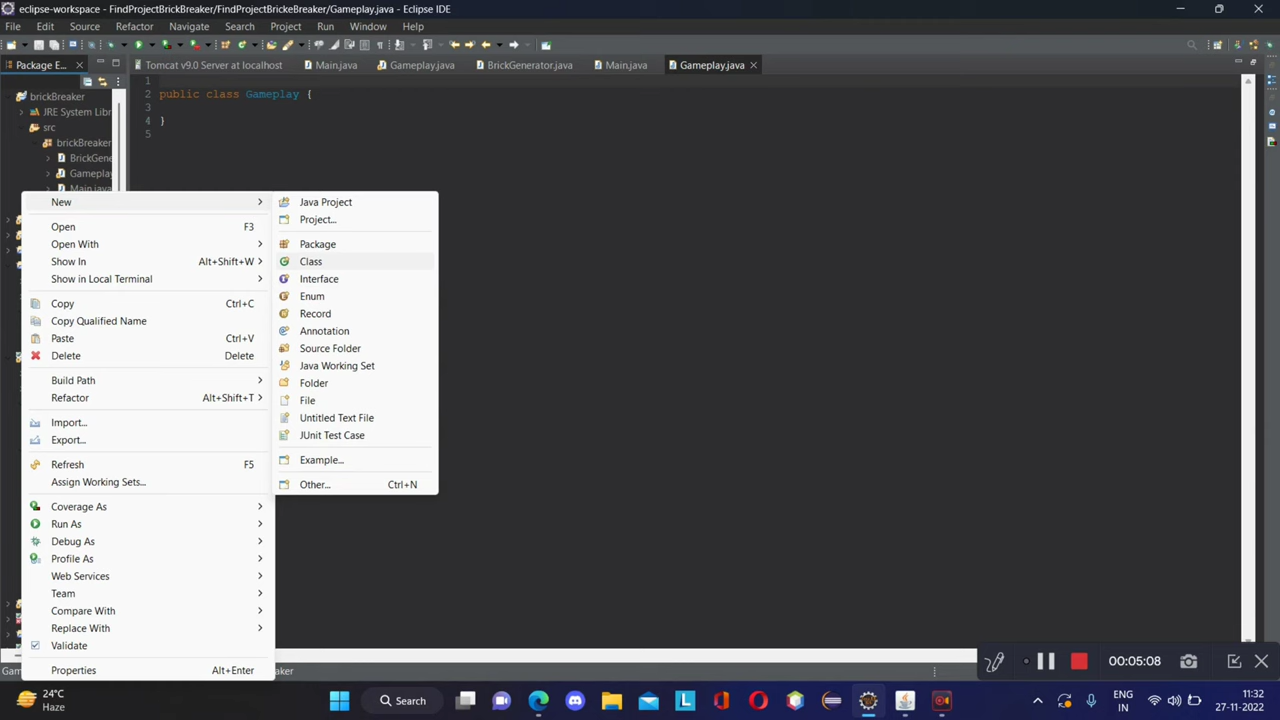 eclipse-workspace - FindProjectBrickBreaker/FindProjectBrickeBreaker/Gameplay.java - Eclipse IDE
File Edit Source Refactor Navigate Search Project Run Window Help
Package E... Tomcat v9.0 Server at localhost Main.java Gameplay.java BrickGenerator.java Main.java Gameplay.java
brickBreaker
JRE System Libr
src
brickBreaker
BrickGene
Gameplay
Main.java
1
2 public class Gameplay {
3
4 }
5
New
Open F3
Open With
Show In Alt+Shift+W
Show in Local Terminal
Copy Ctrl+C
Copy Qualified Name
Paste Ctrl+V
Delete Delete
Build Path
Refactor Alt+Shift+T
Import...
Export...
Refresh F5
Assign Working Sets...
Coverage As
Run As
Debug As
Profile As
Web Services
Team
Compare With
Replace With
Validate
Properties Alt+Enter
Java Project
Project...
Package
Class
Interface
Enum
Record
Annotation
Source Folder
Java Working Set
Folder
File
Untitled Text File
JUnit Test Case
Example...
Other... Ctrl+N
Gam
reaker
00:05:08
24°C
Haze
Search
ENG
IN
11:32
27-11-2022